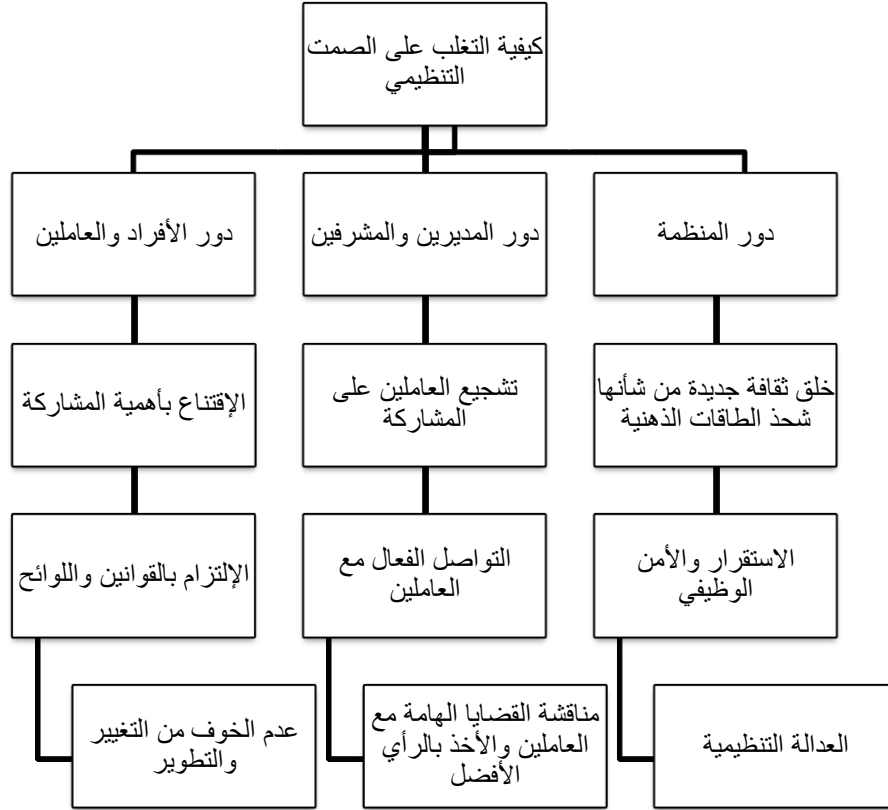 كيفية التغلب على الصمت
التنظيمي
دور المنظمة
دور المديرين والمشرفين
دور الأفراد والعاملين
خلق ثقافة جديدة من شأنها
شحذ الطاقات الذهنية
تشجيع العاملين على
المشاركة
الإقتناع بأهمية المشاركة
الاستقرار والأمن
الوظيفي
التواصل الفعال مع
العاملين
الإلتزام بالقوانين واللوائح
العدالة التنظيمية
مناقشة القضايا الهامة مع
العاملين والأخذ بالرأي
الأفضل
عدم الخوف من التغيير
والتطوير